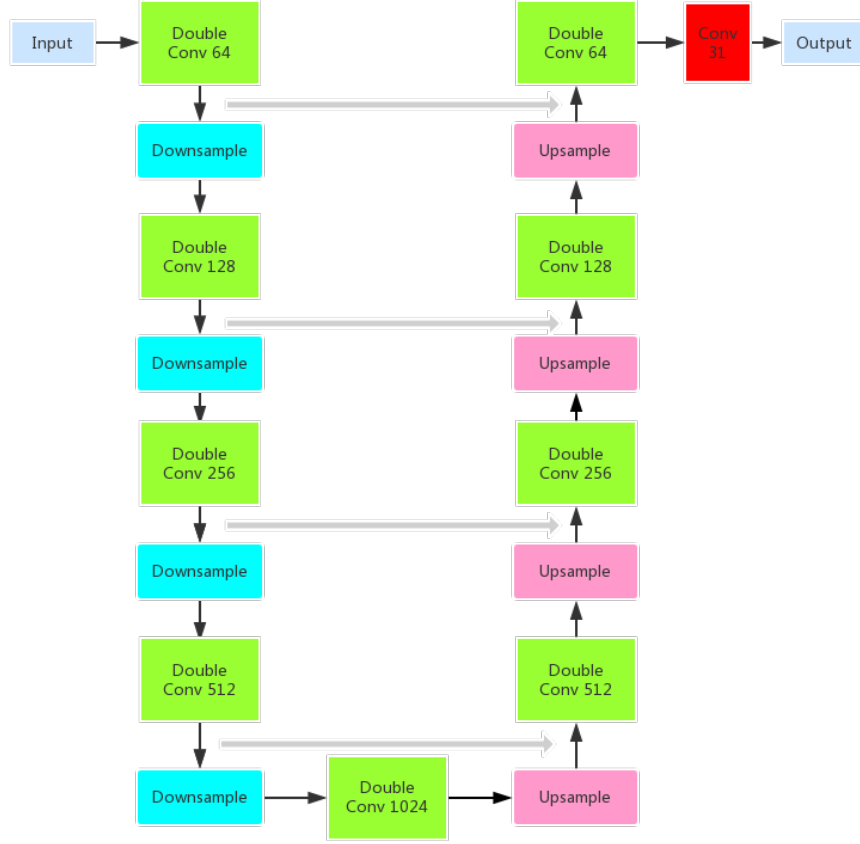 Input
Double
Conv 64
Double
Conv 64
Conv
31
Output
Downsample
Upsample
Double
Conv 128
Double
Conv 128
Downsample
Upsample
Double
Conv 256
Double
Conv 256
Downsample
Upsample
Double
Conv 512
Double
Conv 512
Downsample
Double
Conv 1024
Upsample